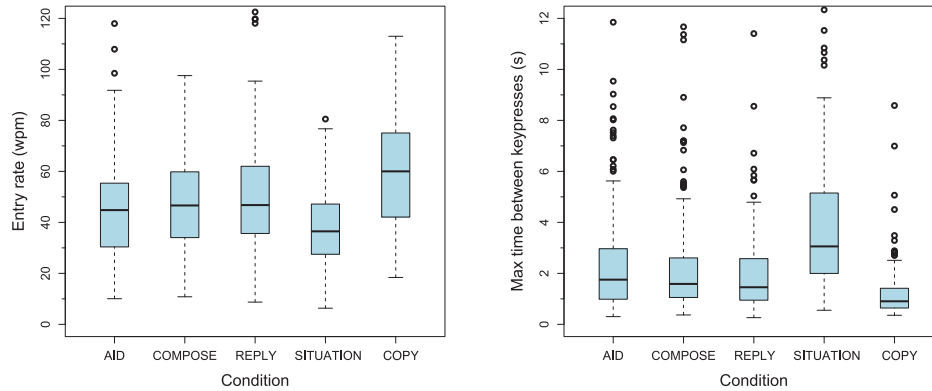 Entry rate (wpm)
120
100
80
60
40
20
0
AID COMPOSE REPLY SITUATION COPY
Condition
Max time between keypresses (s)
12
10
8
6
4
2
0
AID COMPOSE REPLY SITUATION COPY
Condition